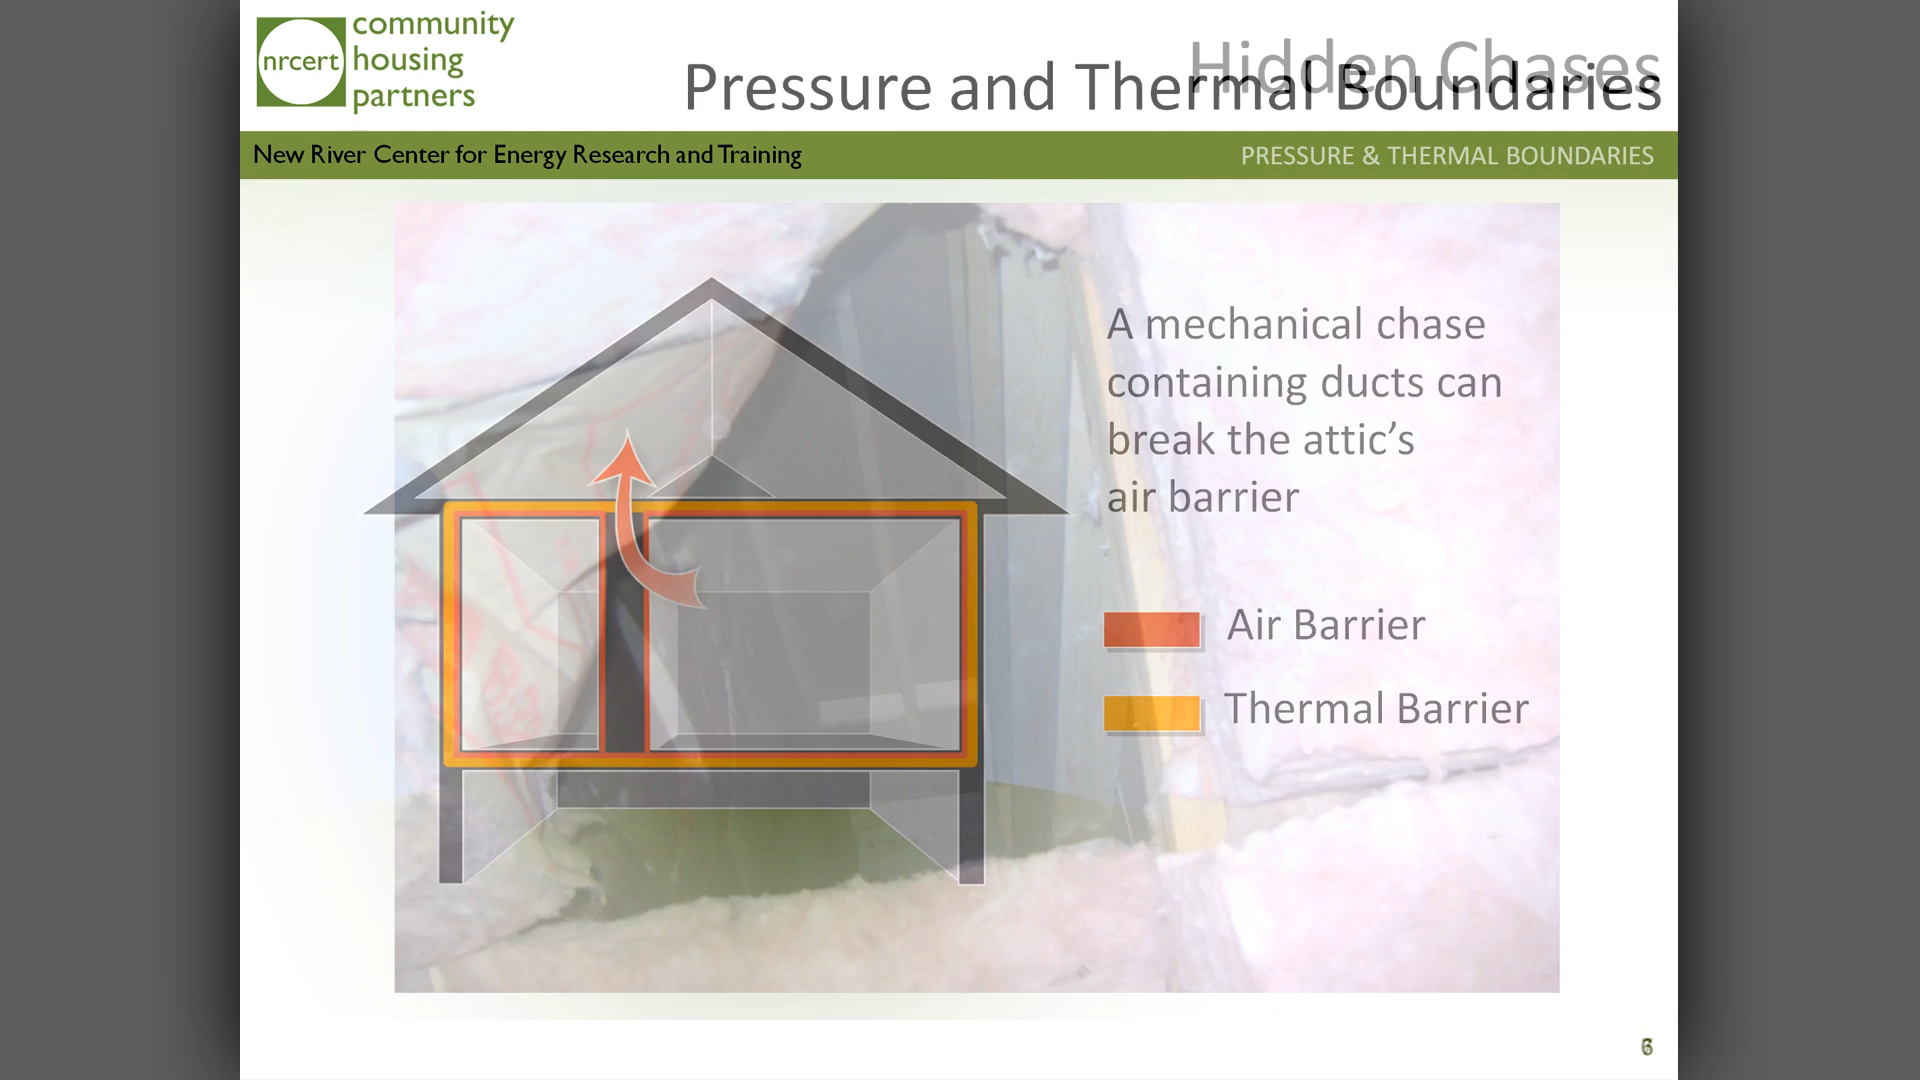 community
housing
partners
nrcert
Hidden Chases
Pressure and Thermal Boundaries
New River Center for Energy Research and Training
PRESSURE & THERMAL BOUNDARIES
A mechanical chase
containing ducts can
break the attic’s
air barrier
Air Barrier
Thermal Barrier